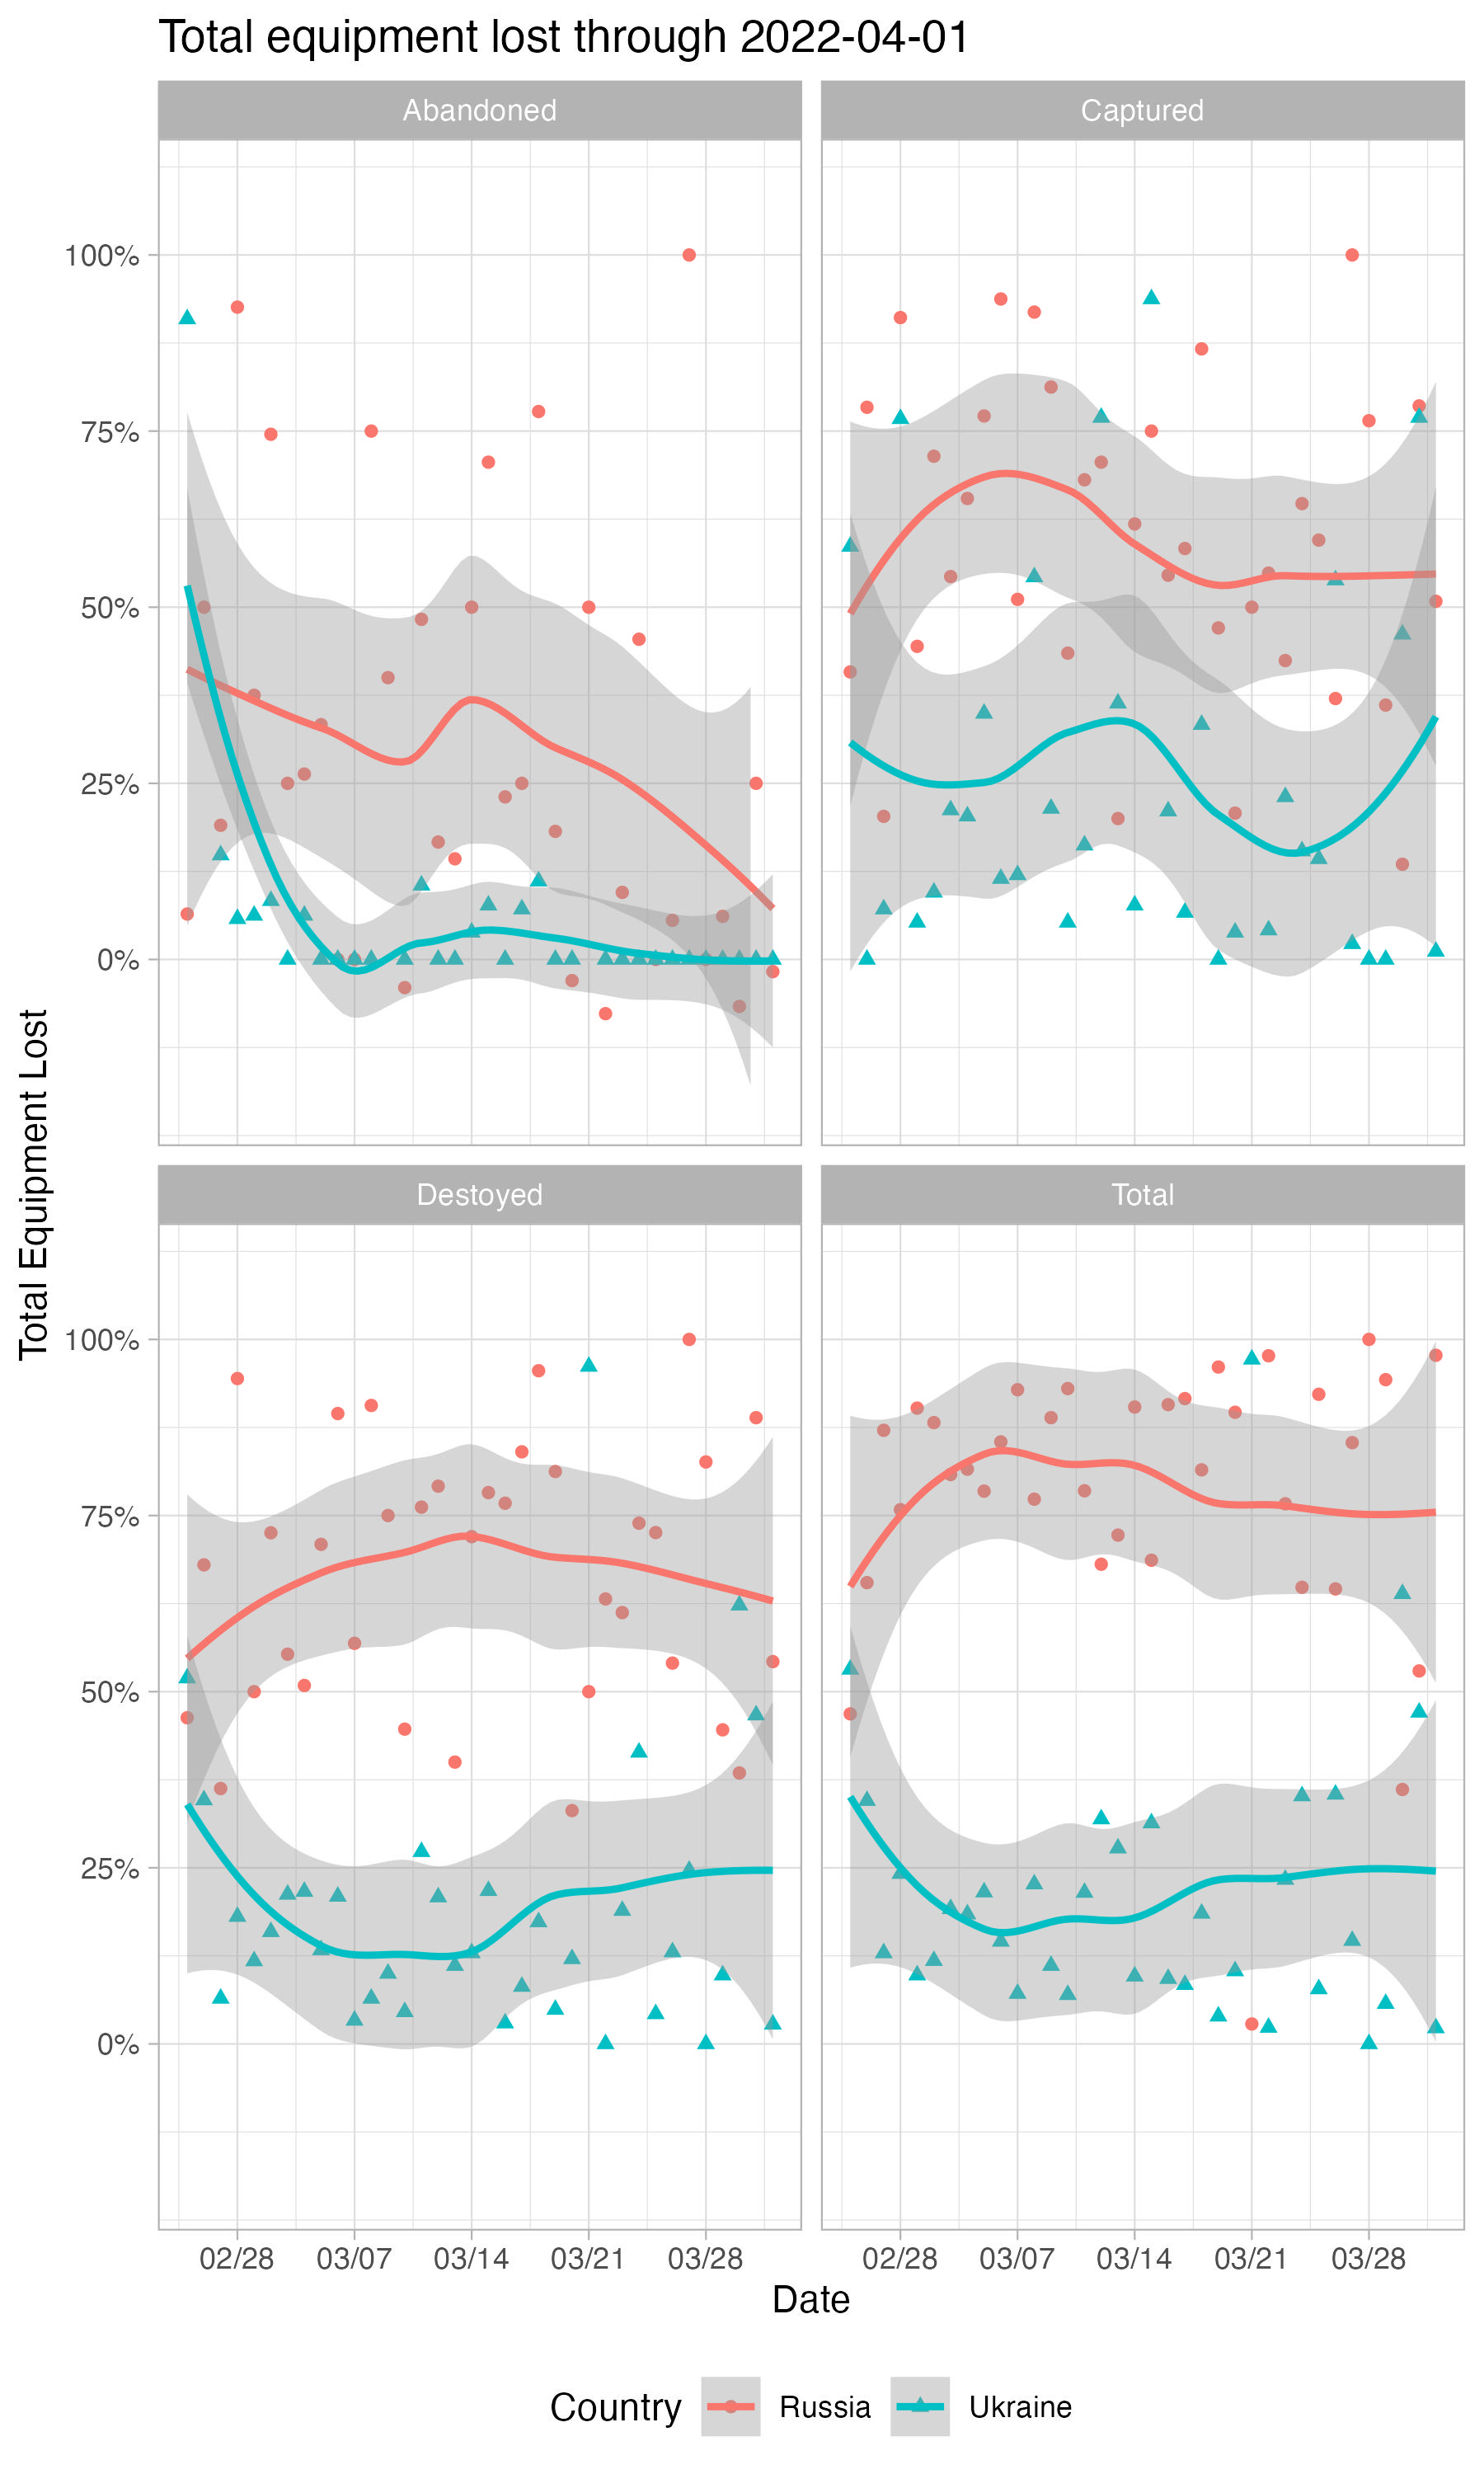 Total equipment lost through 2022-04-01
Abandoned
Captured
100%
75%
50%
25%
0%
Total Equipment Lost
Destoyed
Total
100%
75%
50%
25%
0%
02/28 03/07 03/14 03/21 03/28
02/28 03/07 03/14 03/21 03/28
Date
Country Russia Ukraine